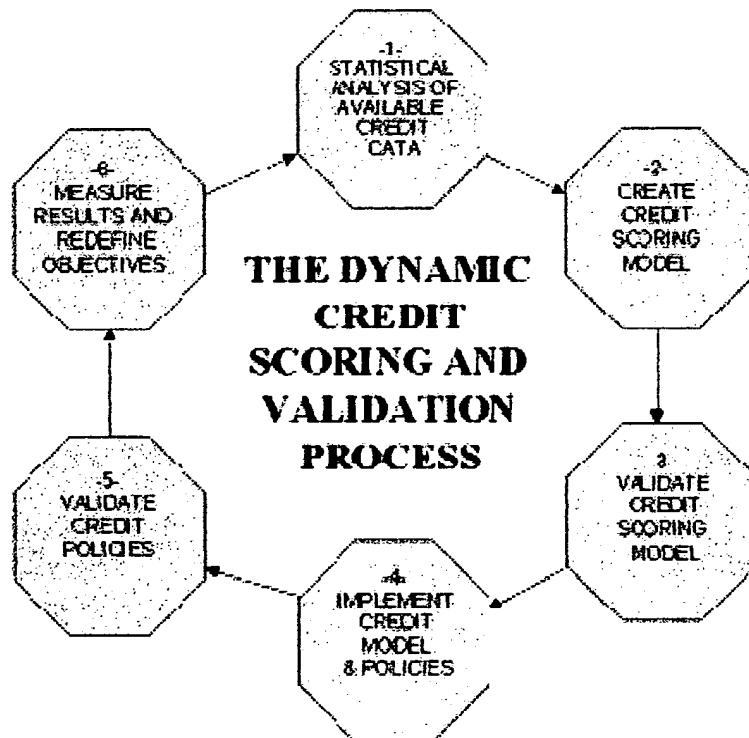 -1-
STATISTICAL
ANALYSIS OF
AVAILABLE
CREDIT
CATA
-2-
CREATE
CREDIT
SCORING
MODEL
3
VALIDATE
CREDIT
SCORING
MODEL
-4-
IMPLEMENT
CREDIT
MODEL
& POLICIES
-5-
VALIDATE
CREDIT
POLICIES
-6-
MEASURE
RESULTS AND
REDEFINE
OBJECTIVES
THE DYNAMIC
CREDIT
SCORING AND
VALIDATION
PROCESS